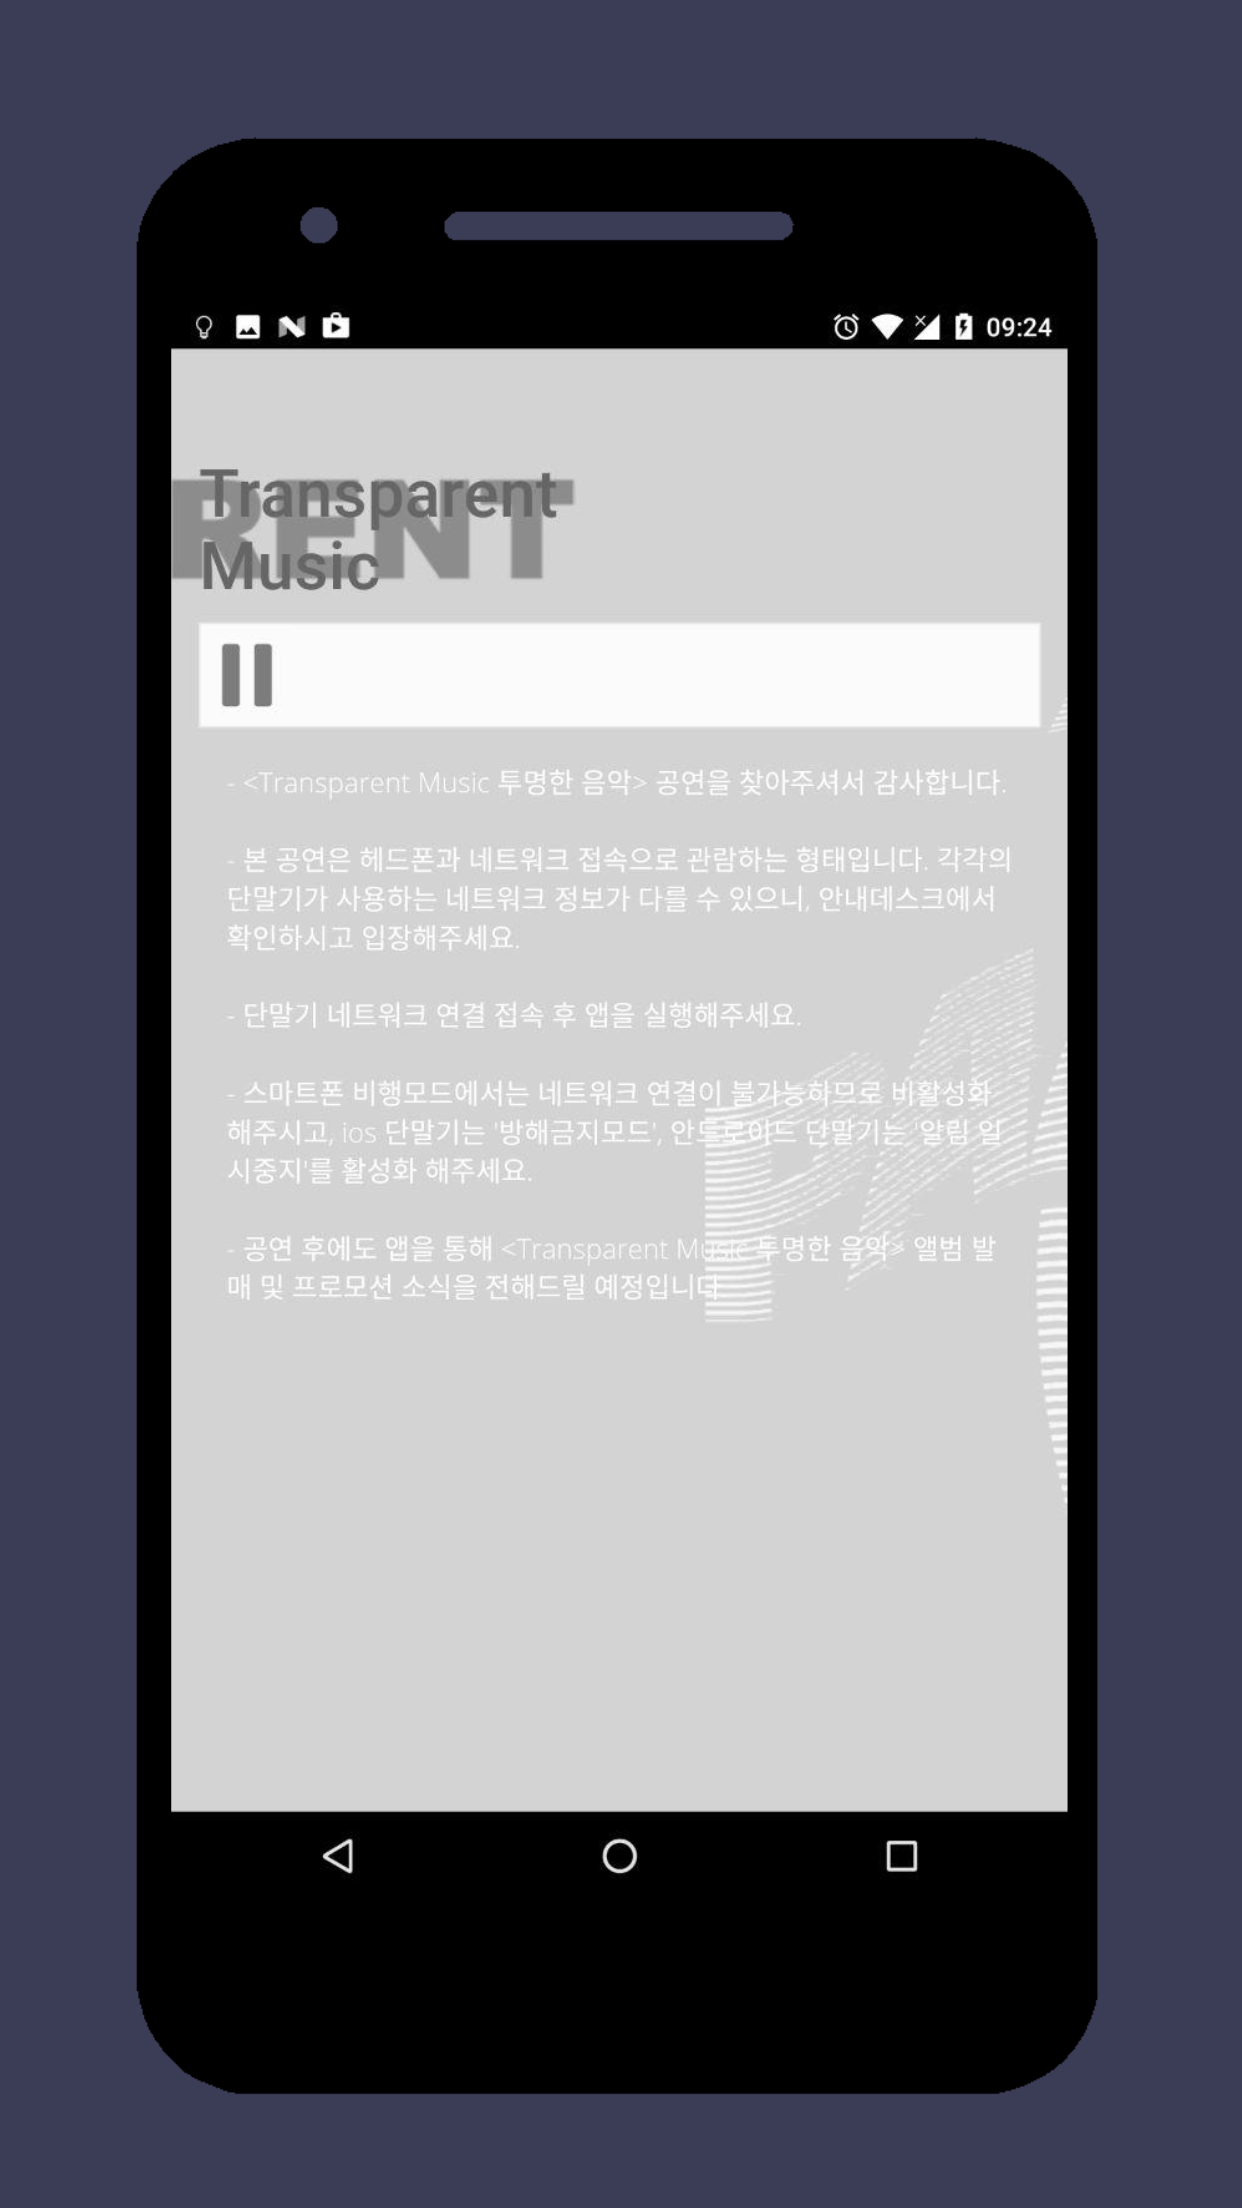 09:24
RENT
Transparent
Music
- <Transparent Music 투명한 음악> 공연을 찾아주셔서 감사합니다.
- 본 공연은 헤드폰과 네트워크 접속으로 관람하는 형태입니다. 각각의
단말기가 사용하는 네트워크 정보가 다를 수 있으니, 안내데스크에서
확인하시고 입장해주세요.
- 단말기 네트워크 연결 접속 후 앱을 실행해주세요.
- 스마트폰 비행모드에서는 네트워크 연결이 불가능하므로 비활성화
해주시고, ios 단말기는 '방해금지모드', 안드로이드 단말기는 '알림 일
시중지'를 활성화 해주세요.
- 공연 후에도 앱을 통해 <Transparent Music 투명한 음악> 앨범 발
매 및 프로모션 소식을 전해드릴 예정입니다
PA